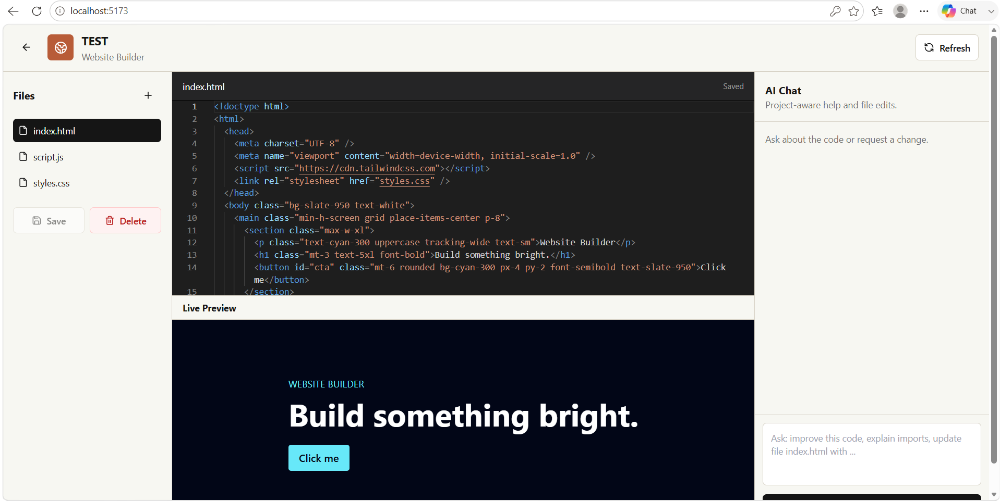 localhost:5173
Chat
TEST
Website Builder
Refresh
Files
index.html
script.js
styles.css
Save
Delete
index.html
Saved
1 <!doctype html>
2 <html>
3 <head>
4 <meta charset="UTF-8" />
5 <meta name="viewport" content="width=device-width, initial-scale=1.0" />
6 <script src="https://cdn.tailwindcss.com"></script>
7 <link rel="stylesheet" href="styles.css" />
8 </head>
9 <body class="bg-slate-950 text-white">
10 <main class="min-h-screen grid place-items-center p-8">
11 <section class="max-w-xl">
12 <p class="text-cyan-300 uppercase tracking-wide text-sm">Website Builder</p>
13 <h1 class="mt-3 text-5xl font-bold">Build something bright.</h1>
14 <button id="cta" class="mt-6 rounded bg-cyan-300 px-4 py-2 font-semibold text-slate-950">Click
me</button>
15 </section>
Live Preview
WEBSITE BUILDER
Build something bright.
Click me
AI Chat
Project-aware help and file edits.
Ask about the code or request a change.
Ask: improve this code, explain imports, update
file index.html with ...